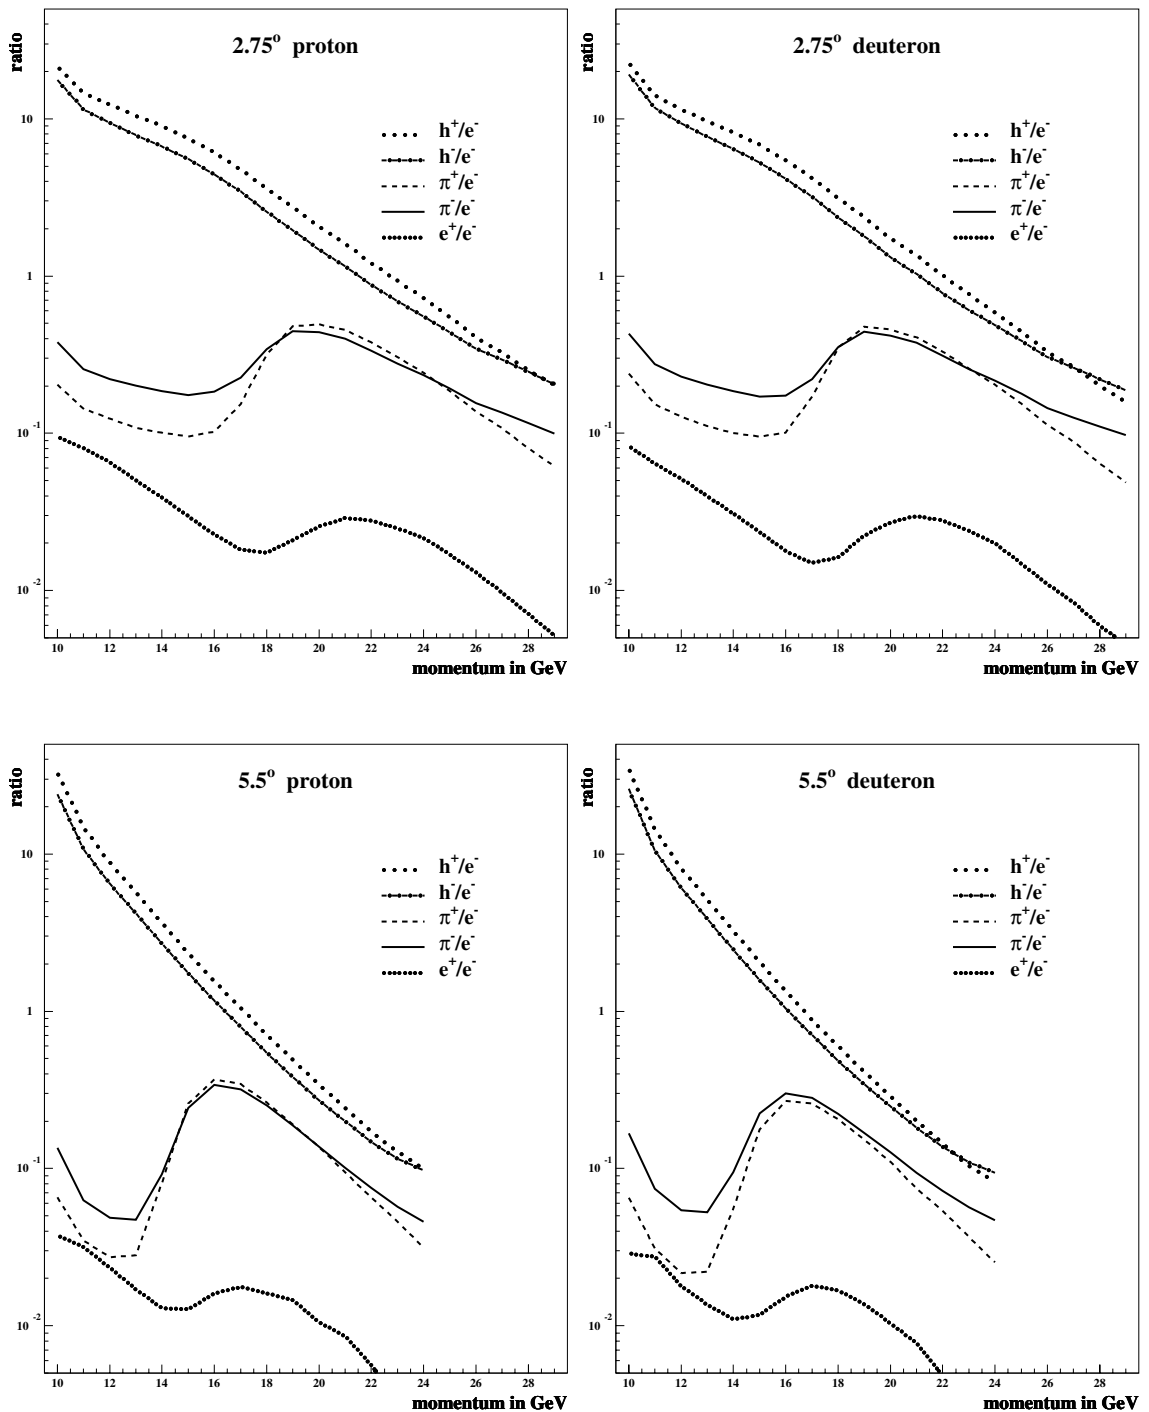 2.75° proton
ratio
h⁺/e⁻
h⁻/e⁻
π⁺/e⁻
π⁻/e⁻
e⁺/e⁻
10
1
10⁻¹
10⁻²
10 12 14 16 18 20 22 24 26 28
momentum in GeV
2.75° deuteron
ratio
h⁺/e⁻
h⁻/e⁻
π⁺/e⁻
π⁻/e⁻
e⁺/e⁻
10
1
10⁻¹
10⁻²
10 12 14 16 18 20 22 24 26 28
momentum in GeV
5.5° proton
ratio
h⁺/e⁻
h⁻/e⁻
π⁺/e⁻
π⁻/e⁻
e⁺/e⁻
10
1
10⁻¹
10⁻²
10 12 14 16 18 20 22 24 26 28
momentum in GeV
5.5° deuteron
ratio
h⁺/e⁻
h⁻/e⁻
π⁺/e⁻
π⁻/e⁻
e⁺/e⁻
10
1
10⁻¹
10⁻²
10 12 14 16 18 20 22 24 26 28
momentum in GeV